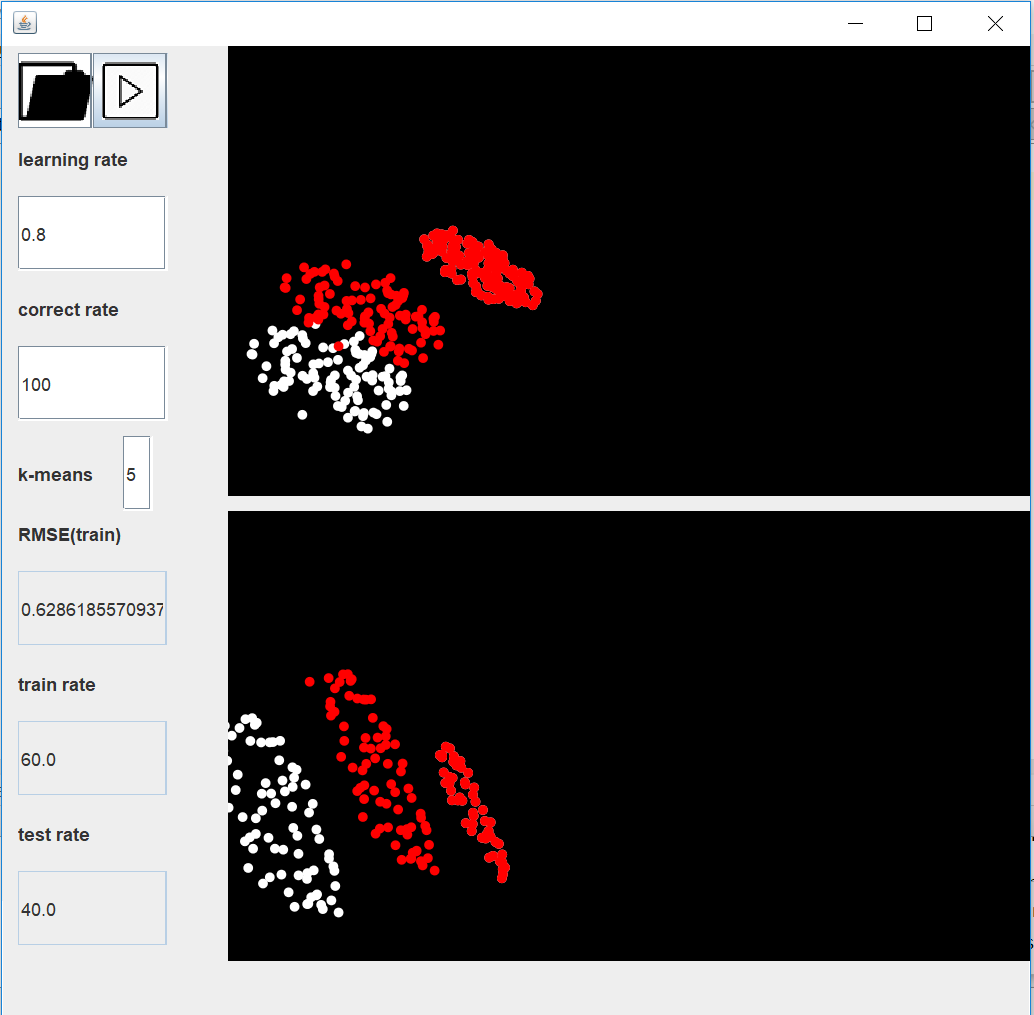 learning rate
0.8
correct rate
100
k-means 5
RMSE(train)
0.6286185570937
train rate
60.0
test rate
40.0